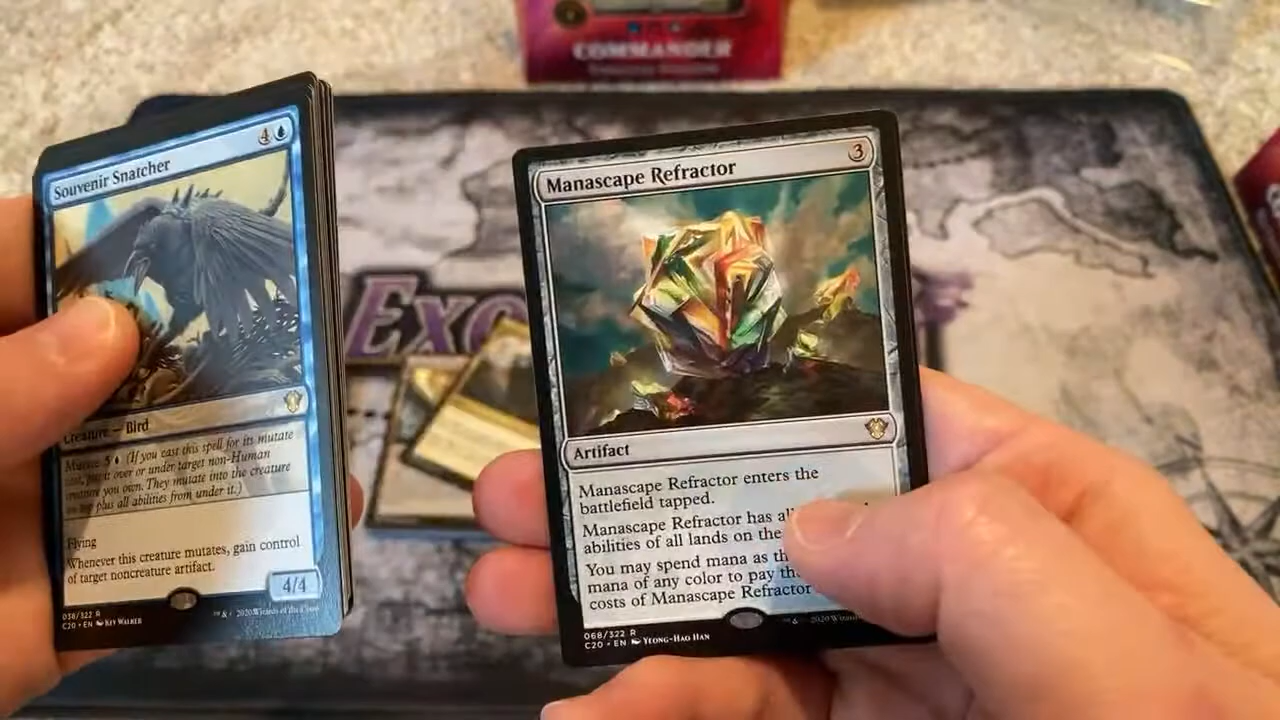 COMMANDER
Souvenir Snatcher
4
Creature — Bird
Mutate 5 (If you cast this spell for its mutate
cost, put it over or under target non-Human
creature you own. They mutate into the creature
on top plus all abilities from under it.)
Flying
Whenever this creature mutates, gain control
of target noncreature artifact.
4/4
038/322 R
C20 • EN Kev Walker
™ & © 2020 Wizards of the Coast
Exo
Manascape Refractor
3
Artifact
Manascape Refractor enters the
battlefield tapped.
Manascape Refractor has all
abilities of all lands on the
You may spend mana as th
mana of any color to pay th
costs of Manascape Refractor
068/322 R
C20 • EN Yeong-Hao Han
™ & © 2020 Wizar